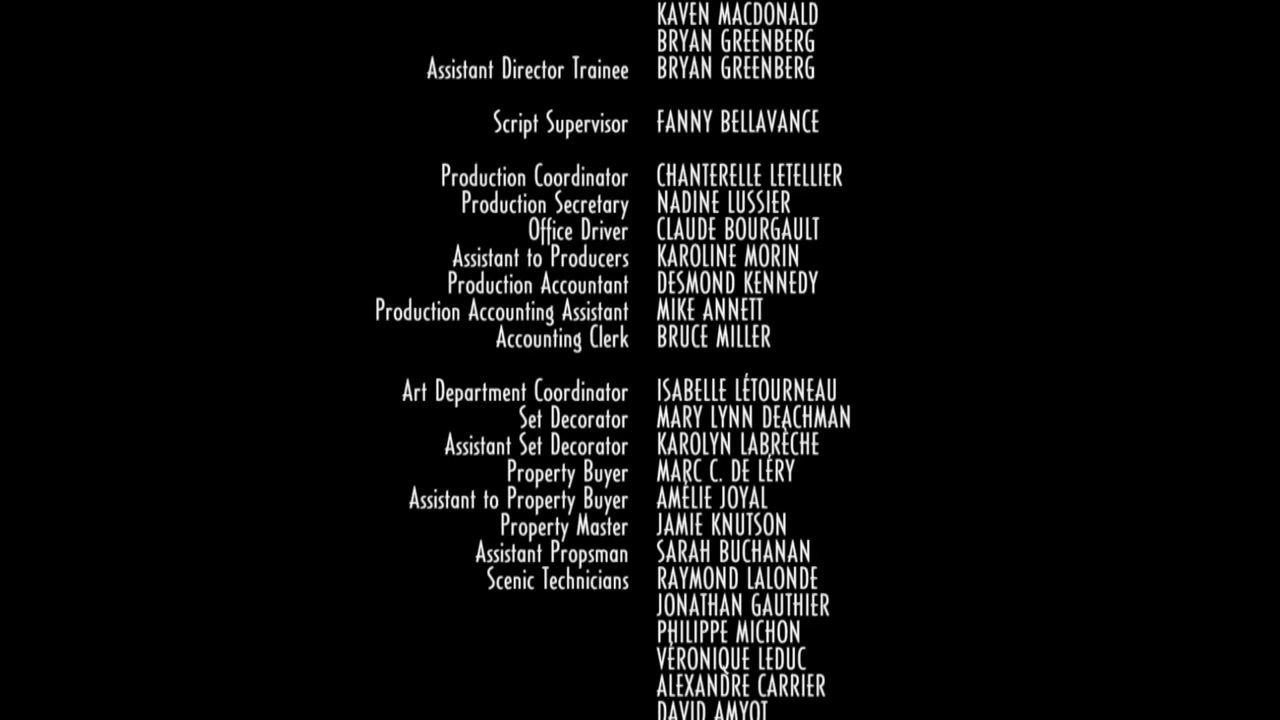 KAVEN MACDONALD
BRYAN GREENBERG
Assistant Director Trainee BRYAN GREENBERG
Script Supervisor FANNY BELLAVANCE
Production Coordinator CHANTERELLE LETELLIER
Production Secretary NADINE LUSSIER
Office Driver CLAUDE BOURGAULT
Assistant to Producers KAROLINE MORIN
Production Accountant DESMOND KENNEDY
Production Accounting Assistant MIKE ANNETT
Accounting Clerk BRUCE MILLER
Art Department Coordinator ISABELLE LÉTOURNEAU
Set Decorator MARY LYNN DEACHMAN
Assistant Set Decorator KAROLYN LABRÈCHE
Property Buyer MARC C. DE LÉRY
Assistant to Property Buyer AMÉLIE JOYAL
Property Master JAMIE KNUTSON
Assistant Propsman SARAH BUCHANAN
Scenic Technicians RAYMOND LALONDE
JONATHAN GAUTHIER
PHILIPPE MICHON
VÉRONIQUE LEDUC
ALEXANDRE CARRIER
DAVID AMYOT